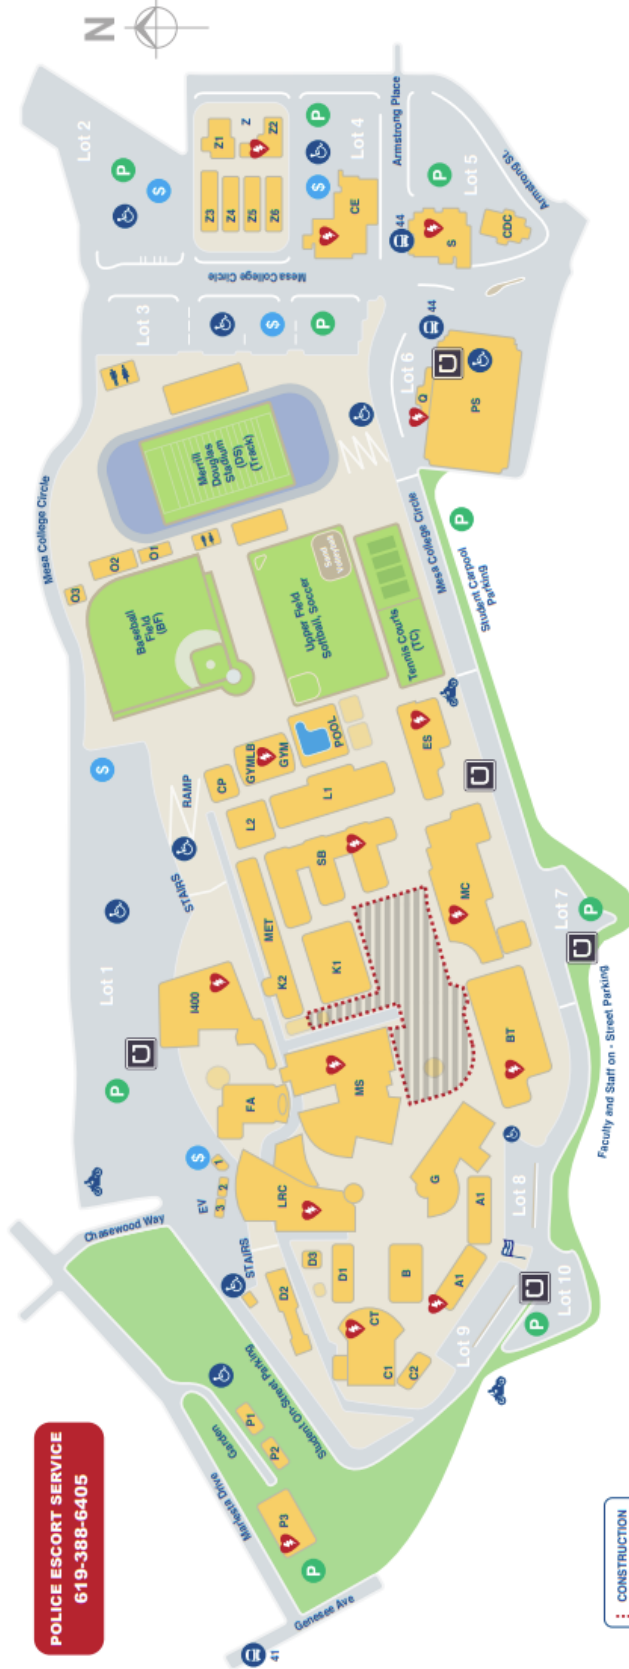 POLICE ESCORT SERVICE
619-388-6405
N
41
Genesee Ave
Marlesta Drive
Garden
P3
P2
P1
Student On-Street Parking
Chasewood Way
STAIRS
EV
3
2
1
D2
D3
D1
B
CT
C1
C2
A1
A1
G
LRC
FA
MS
I400
K2
K1
MET
SB
L2
L1
CP
GYMLB
GYM
POOL
ES
MC
BT
Lot 1
STAIRS
RAMP
Lot 9
Lot 10
Lot 8
Lot 7
Faculty and Staff on - Street Parking
Mesa College Circle
O3
O2
O1
Baseball
Field
(BF)
Upper Field
Softball, Soccer
Sand
Volleyball
Tennis Courts
(TC)
Merrill
Douglas
Stadium
(DS)
(Track)
Mesa College Circle
Student Carpool
Parking
Lot 2
Lot 3
Mesa College Circle
Z1
Z
Z2
Z3
Z4
Z5
Z6
Lot 4
CE
Armstrong Place
Lot 5
Armstrong St.
44
S
CDC
Lot 6
44
Q
PS
CONSTRUCTION